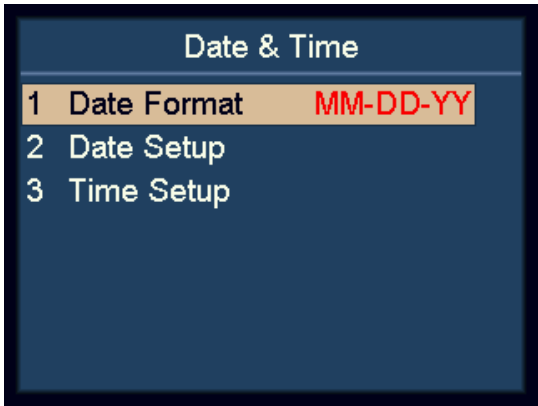 Date & Time
1 Date Format MM-DD-YY
2 Date Setup
3 Time Setup